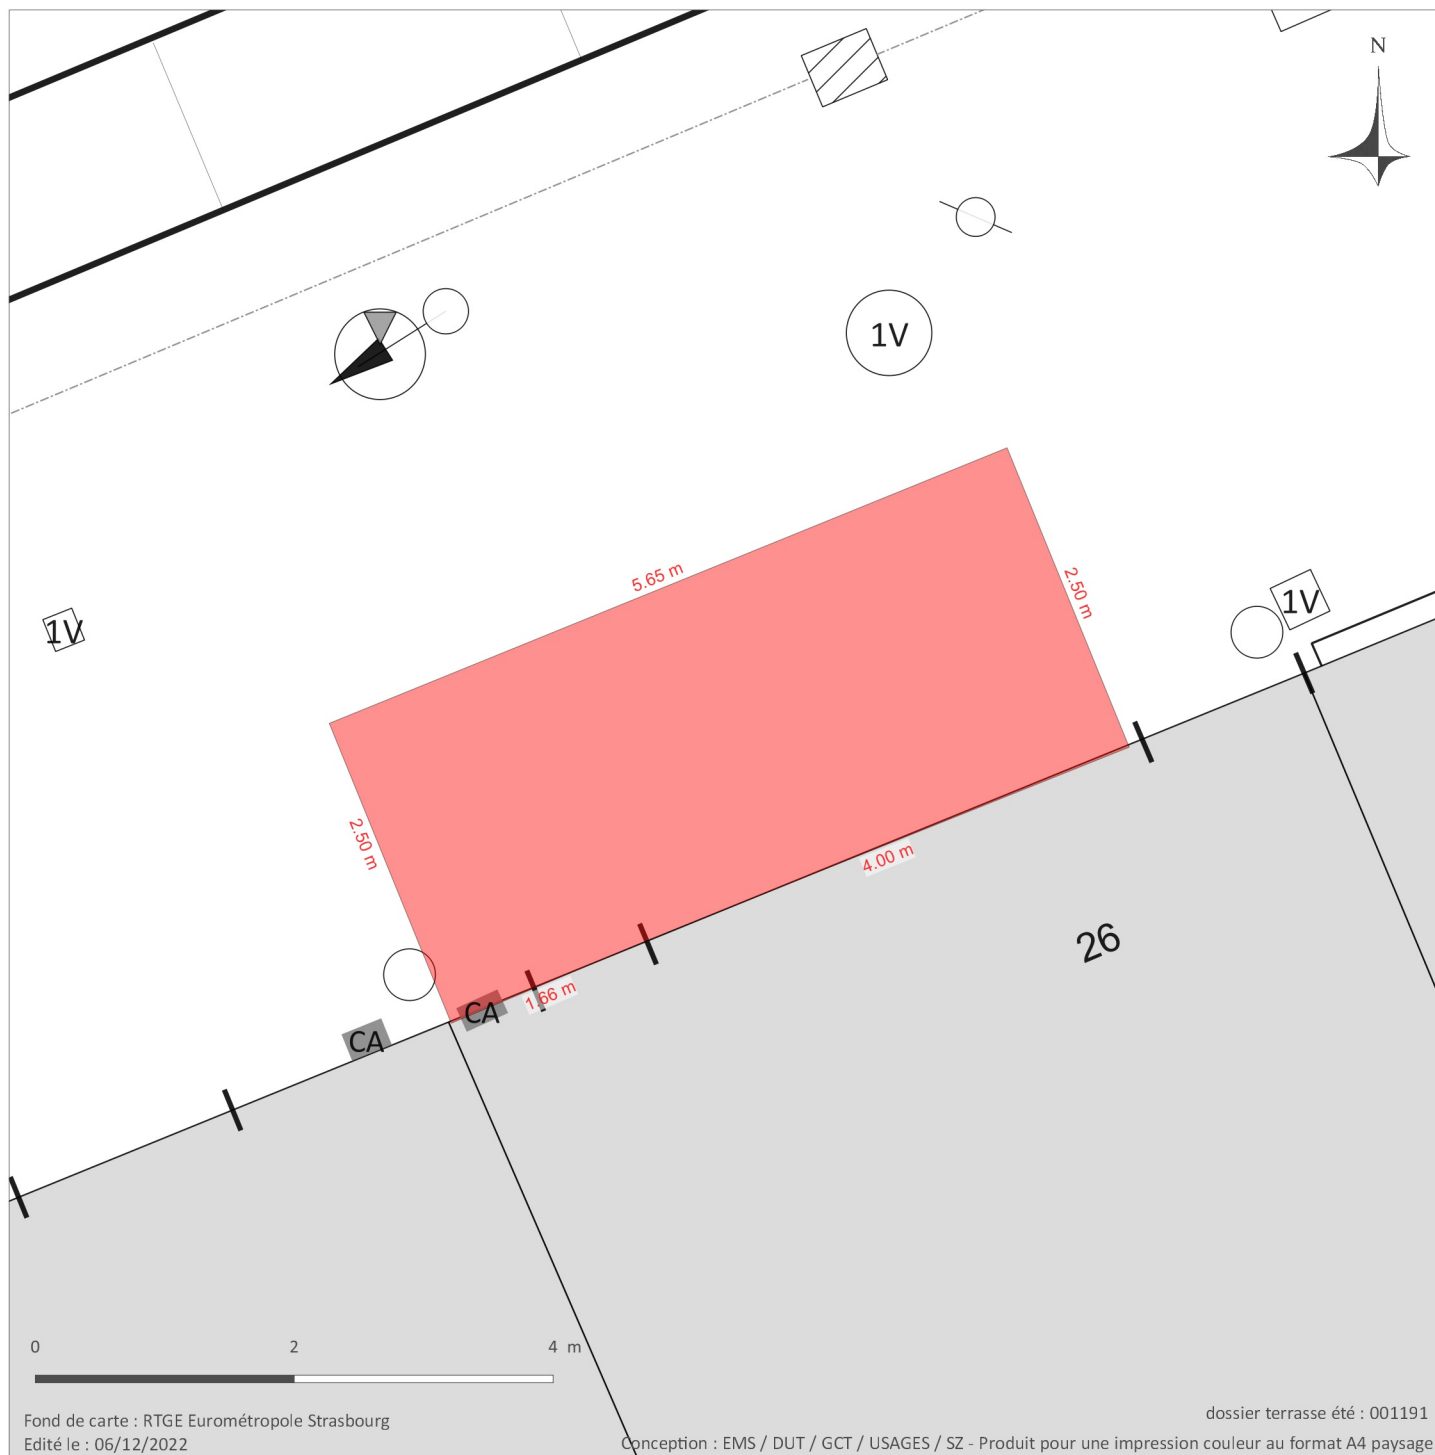 N
1V
5.65 m
2.50 m
1V
1V
2.50 m
4.00 m
26
1.66 m
CA
CA
0 2 4 m
dossier terrasse été : 001191
Fond de carte : RTGE Eurométropole Strasbourg
Edité le : 06/12/2022
Conception : EMS / DUT / GCT / USAGES / SZ - Produit pour une impression couleur au format A4 paysage